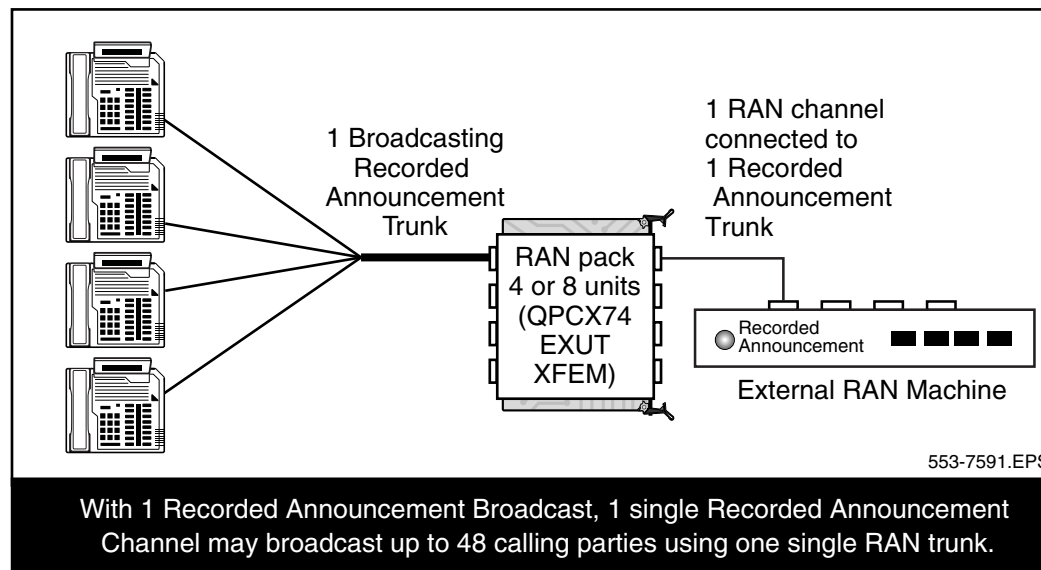 1 Broadcasting
Recorded
Announcement
Trunk
1 RAN channel
connected to
1 Recorded
Announcement
Trunk
RAN pack
4 or 8 units
(QPCX74
EXUT
XFEM)
Recorded
Announcement
External RAN Machine
553-7591.EPS
With 1 Recorded Announcement Broadcast, 1 single Recorded Announcement
Channel may broadcast up to 48 calling parties using one single RAN trunk.